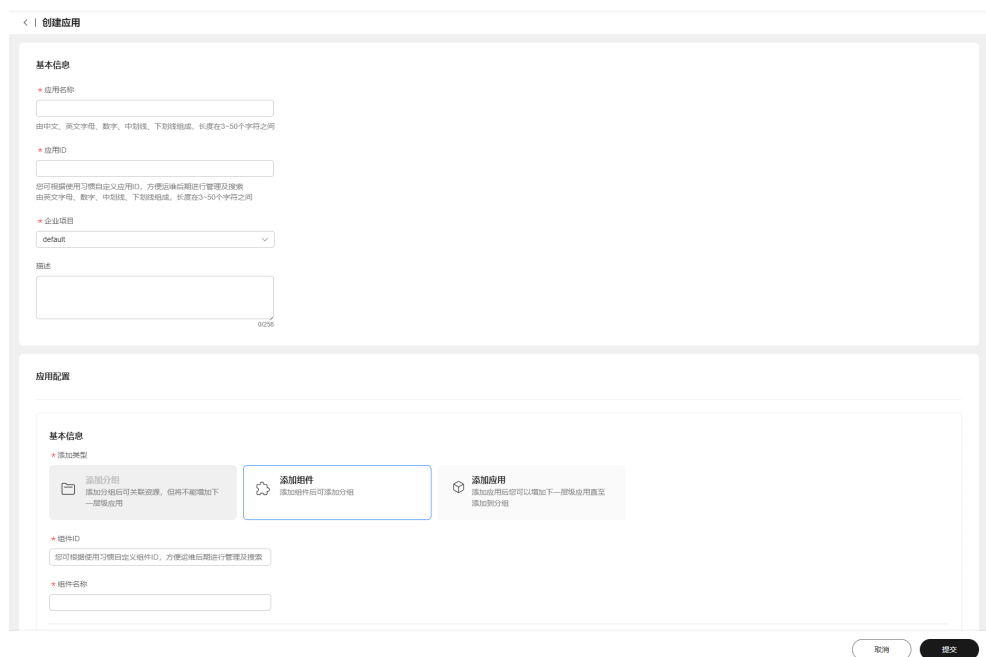 创建应用
基本信息
* 应用名称
由中文、英文字母、数字、中划线、下划线组成，长度在3~50个字符之间
* 应用ID
您可根据使用习惯自定义应用ID，方便运维后期进行管理及搜索
由英文字母、数字、中划线、下划线组成，长度在3~50个字符之间
* 企业项目
default
描述
0/256
应用配置
基本信息
* 添加类型
添加分组
添加分组后可关联资源，但将不能增加下
一层级应用
添加组件
添加组件后可添加分组
添加应用
添加应用后您可以增加下一层级应用直至
添加到分组
* 组件ID
您可根据使用习惯自定义组件ID，方便运维后期进行管理及搜索
* 组件名称
取消
提交